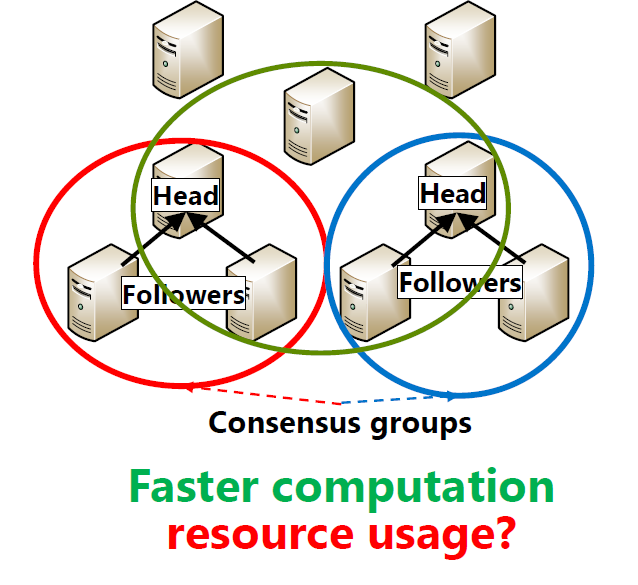 Head
Head
Followers
Followers
Consensus groups
Faster computation
resource usage?